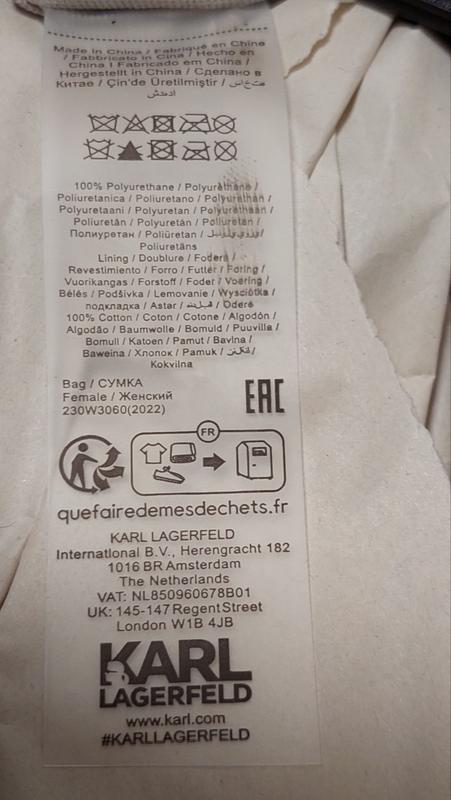 Made in China / Fabriqué en Chine
/ Fabbricato in Cina / Hecho en
China / Fabricado em China /
Hergestellt in China / Сделано в
Китае / Çin'de Üretilmiştir /
100% Polyurethane / Polyuréthane /
Poliuretanica / Poliuretano / Polyurethan /
Polyuretaani / Polyuretan / Polyurethaan /
Poliuretân / Polyuretán / Poliuretan /
Полиуретан / Poliüretan /
Poliuretāns
Lining / Doublure / Fodera /
Revestimiento / Forro / Futter / Foring /
Vuorikangas / Forstoff / Foder / Voering /
Bélés / Podšívka / Lemovanie / Wysciółka /
подкладка / Astar / Odere
100% Cotton / Coton / Cotone / Algodón /
Algodão / Baumwolle / Bomuld / Puuvilla /
Bomull / Katoen / Pamut / Bavlna /
Baweina / Хлопок / Pamuk /
Kokvilna
Bag / СУМКА
Female / Женский
230W3060(2022)
EAC
FR
quefairedemesdechets.fr
KARL LAGERFELD
International B.V., Herengracht 182
1016 BR Amsterdam
The Netherlands
VAT: NL850960678B01
UK: 145-147 Regent Street
London W1B 4JB
KARL
LAGERFELD
www.karl.com
#KARLLAGERFELD